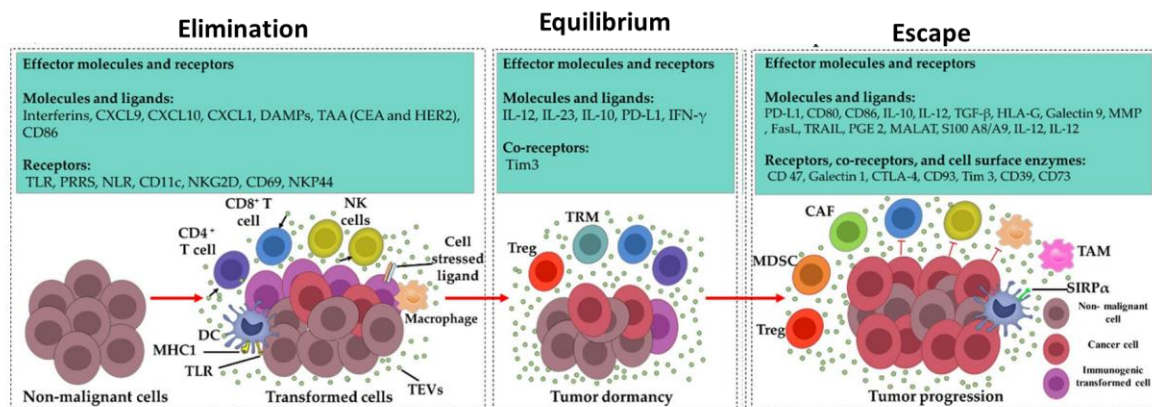 Elimination
Equilibrium
Escape
Effector molecules and receptors
Molecules and ligands:
Interferins, CXCL9, CXCL10, CXCL1, DAMPs, TAA (CEA and HER2),
CD86
Receptors:
TLR, PRRS, NLR, CD11c, NKG2D, CD69, NKP44
Effector molecules and receptors
Molecules and ligands:
IL-12, IL-23, IL-10, PD-L1, IFN-γ
Co-receptors:
Tim3
Effector molecules and receptors
Molecules and ligands:
PD-L1, CD80, CD86, IL-10, IL-12, TGF-β, HLA-G, Galectin 9, MMP
, FasL, TRAIL, PGE 2, MALAT, S100 A8/A9, IL-12, IL-12
Receptors, co-receptors, and cell surface enzymes:
CD 47, Galectin 1, CTLA-4, CD93, Tim 3, CD39, CD73
CD8⁺ T
cell
NK
cells
CD4⁺
T cell
Cell
stressed
ligand
Macrophage
DC
MHC1
TLR
TEVs
Non-malignant cells
Transformed cells
Treg
TRM
Tumor dormancy
CAF
MDSC
Treg
TAM
SIRPα
Non- malignant
cell
Cancer cell
Immunogenic
transformed cell
Tumor progression